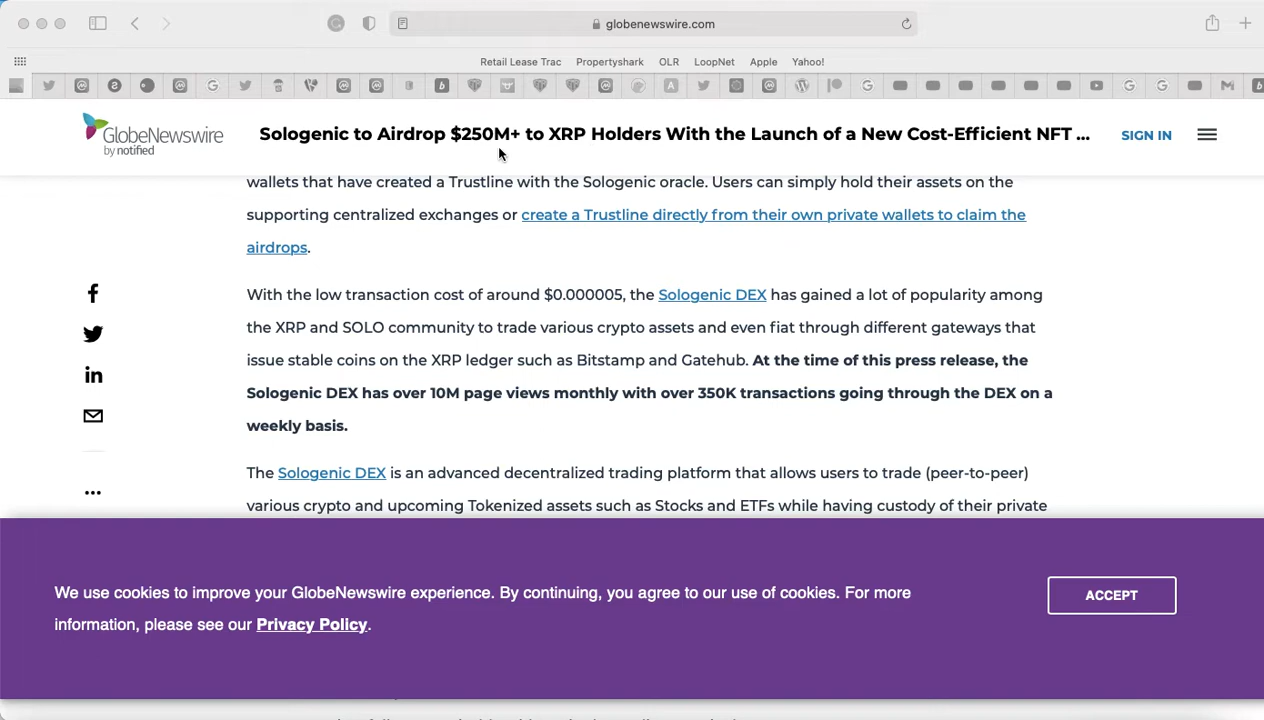 globenewswire.com
Retail Lease Trac Propertyshark OLR LoopNet Apple Yahoo!
GlobeNewswire
by notified
Sologenic to Airdrop $250M+ to XRP Holders With the Launch of a New Cost-Efficient NFT ...
SIGN IN
wallets that have created a Trustline with the Sologenic oracle. Users can simply hold their assets on the
supporting centralized exchanges or create a Trustline directly from their own private wallets to claim the
airdrops.
With the low transaction cost of around $0.000005, the Sologenic DEX has gained a lot of popularity among
the XRP and SOLO community to trade various crypto assets and even fiat through different gateways that
issue stable coins on the XRP ledger such as Bitstamp and Gatehub. At the time of this press release, the
Sologenic DEX has over 10M page views monthly with over 350K transactions going through the DEX on a
weekly basis.
The Sologenic DEX is an advanced decentralized trading platform that allows users to trade (peer-to-peer)
various crypto and upcoming Tokenized assets such as Stocks and ETFs while having custody of their private
We use cookies to improve your GlobeNewswire experience. By continuing, you agree to our use of cookies. For more
information, please see our Privacy Policy.
ACCEPT